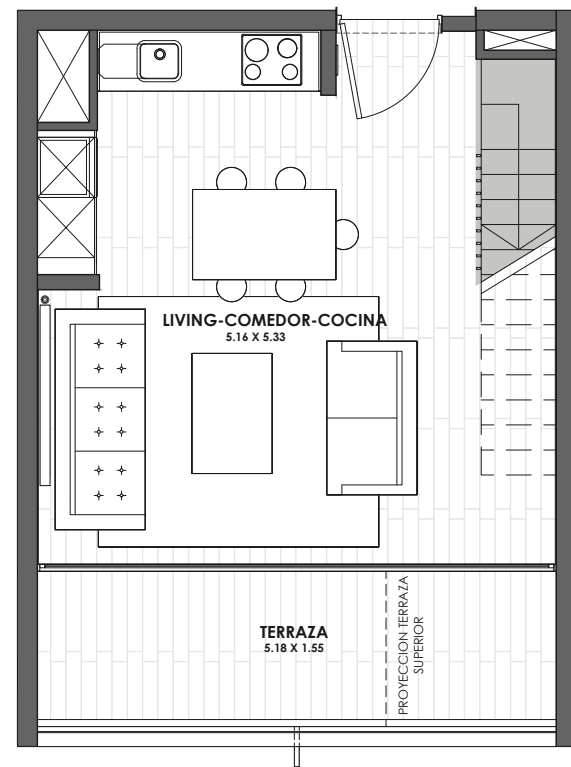 LIVING-COMEDOR-COCINA
5.16 X 5.33
TERRAZA
5.18 X 1.55
PROYECCION TERRAZA
SUPERIOR